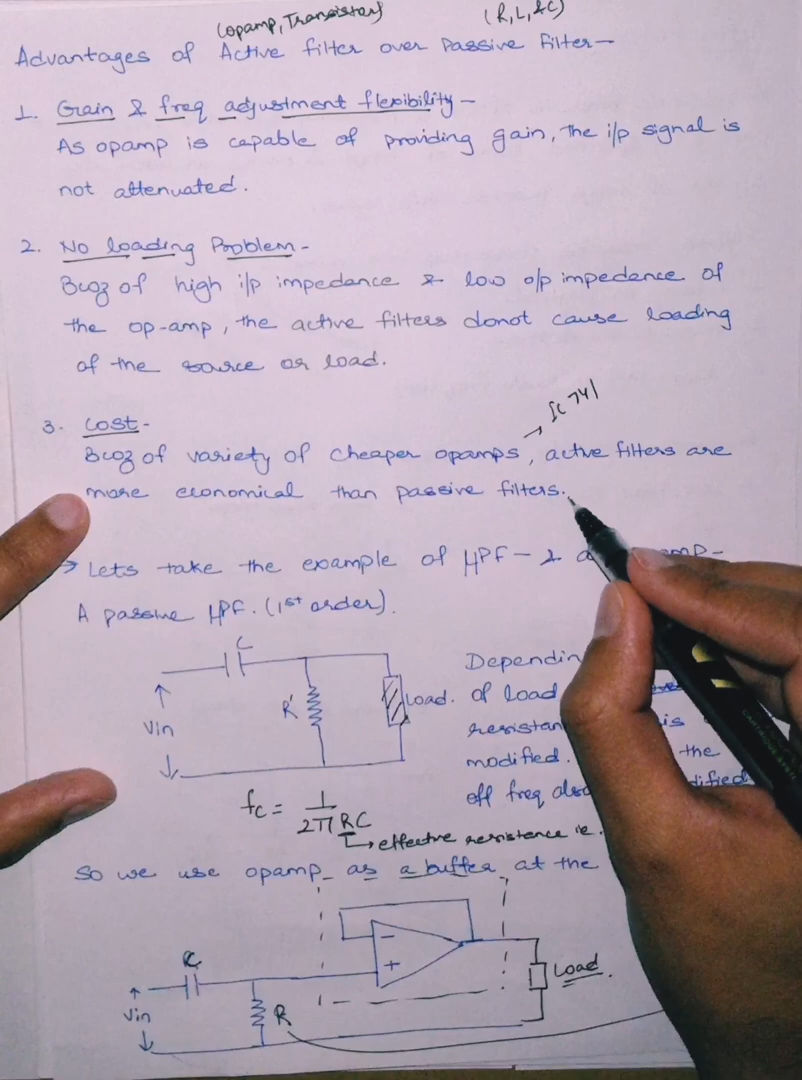 (opamp, Transistor) (R, L, & C)
Advantages of Active filter over Passive Filter—
1. Gain & freq adjustment flexibility—
As opamp is capable of providing gain, the i/p signal is
not attenuated.
2. No loading Problem-
Bcoz of high i/p impedance & low o/p impedence of
the op-amp, the active filters donot cause loading
of the source or load.
3. Cost-
→ IC 741
Bcoz of variety of cheaper opamps, active filters are
more economical than passive filters.
→ Lets take the example of HPF-
A passive HPF. (1st order).
C
Vin
R'
Load.
Dependin
of load
resistan is
modified. the
off freq also dified
fc = 1/2πRC
↳ effective resistence ie.
So we use opamp as a buffer at the
C
Vin
R
-
+
Load.